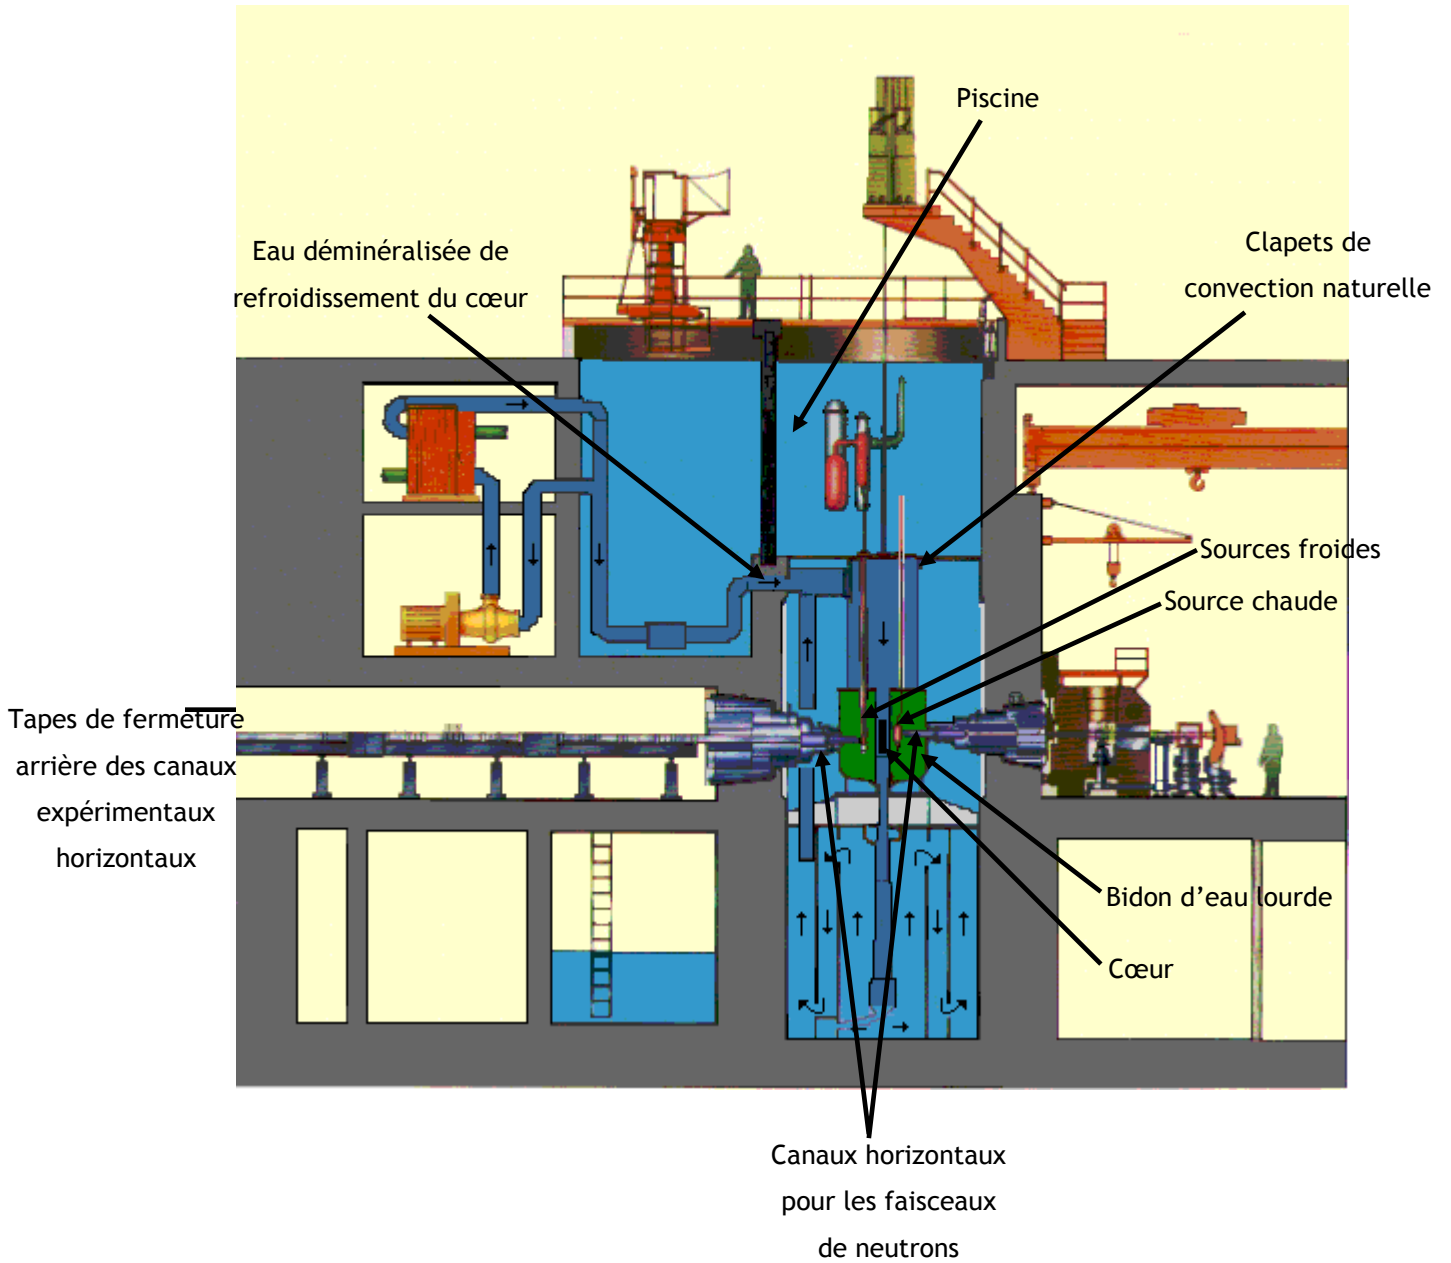 Piscine
Eau déminéralisée de
refroidissement du cœur
Clapets de
convection naturelle
Sources froides
Source chaude
Tapes de fermeture
arrière des canaux
expérimentaux
horizontaux
Bidon d’eau lourde
Cœur
Canaux horizontaux
pour les faisceaux
de neutrons